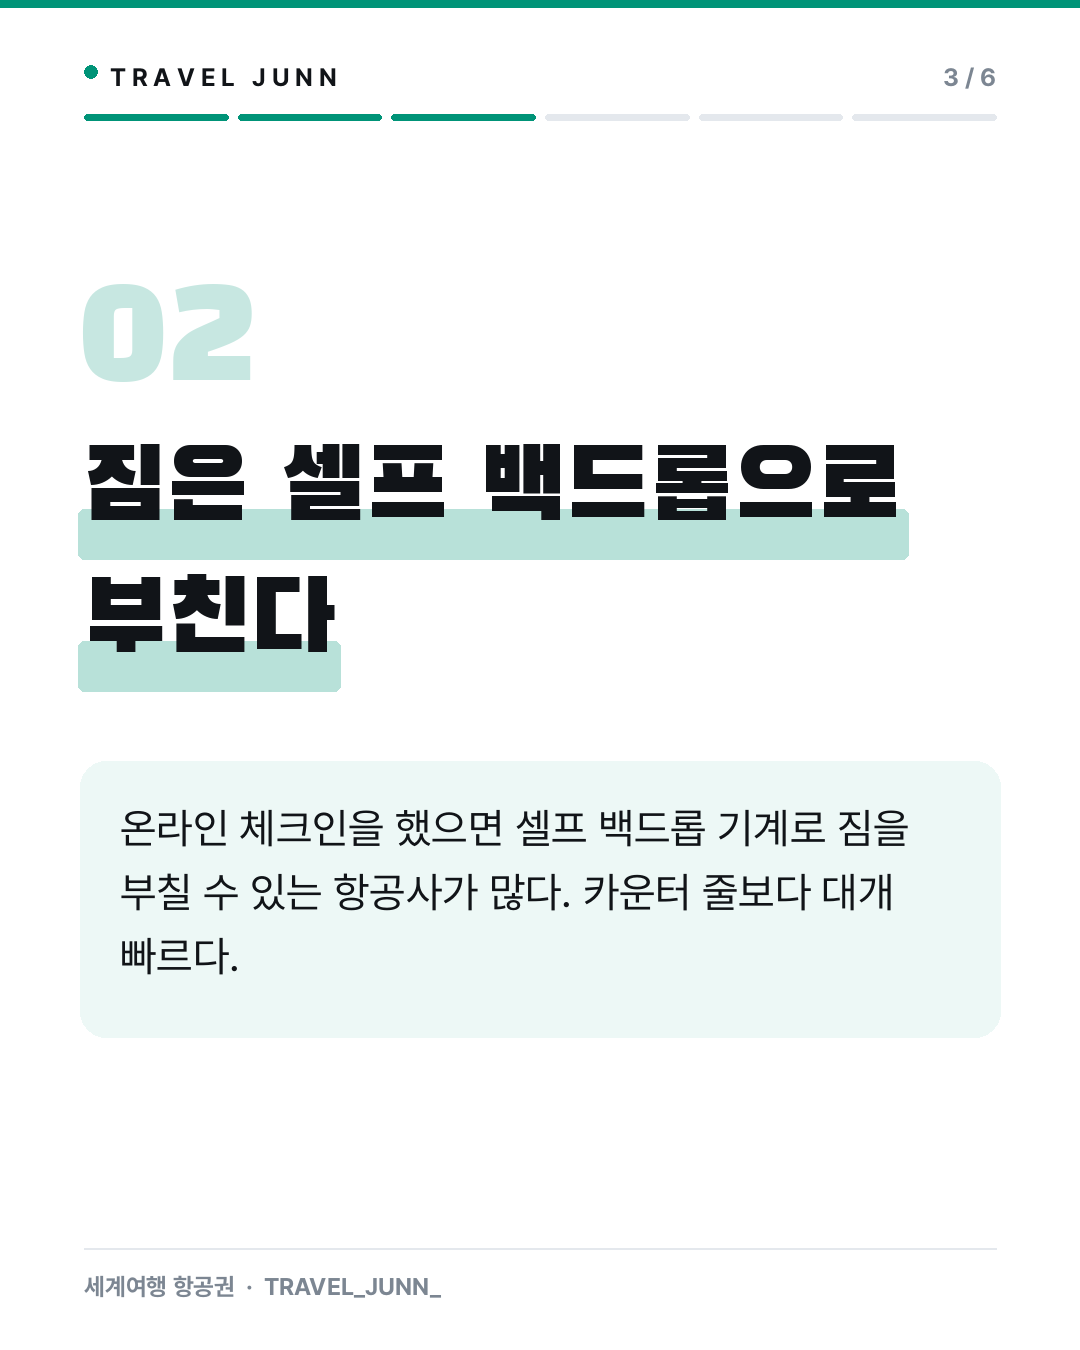 TRAVEL JUNN
3 / 6
02
짐은 셀프 백드롭으로
부친다
온라인 체크인을 했으면 셀프 백드롭 기계로 짐을
부칠 수 있는 항공사가 많다. 카운터 줄보다 대개
빠르다.
세계여행 항공권 · TRAVEL_JUNN_